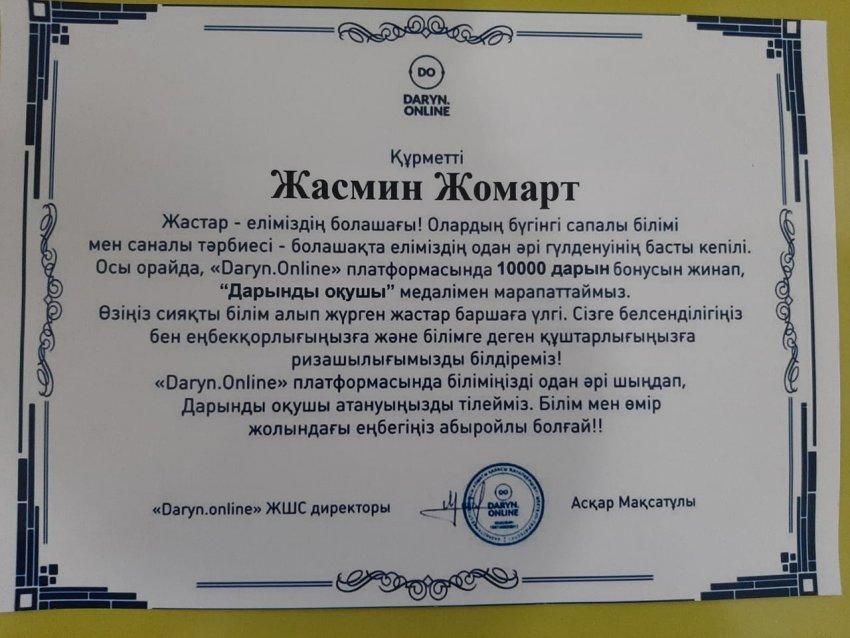 DO
DARYN.
ONLINE
Құрметті
Жасмин Жомарт
Жастар - еліміздің болашағы! Олардың бүгінгі сапалы білімі
мен саналы тәрбиесі - болашақта еліміздің одан әрі гүлденуінің басты кепілі.
Осы орайда, «Daryn.Online» платформасында 10000 дарын бонусын жинап,
“Дарынды оқушы” медалімен марапаттаймыз.
Өзіңіз сияқты білім алып жүрген жастар баршаға үлгі. Сізге белсенділігіңіз
бен еңбекқорлығыңызға және білімге деген құштарлығыңызға
ризашылығымызды білдіреміз!
«Daryn.Online» платформасында біліміңізді одан әрі шыңдап,
Дарынды оқушы атануыңызды тілейміз. Білім мен өмір
жолындағы еңбегіңіз абыройлы болғай!!
«Daryn.online» ЖШС директоры
DO
DARYN.
ONLINE
Асқар Мақсатұлы